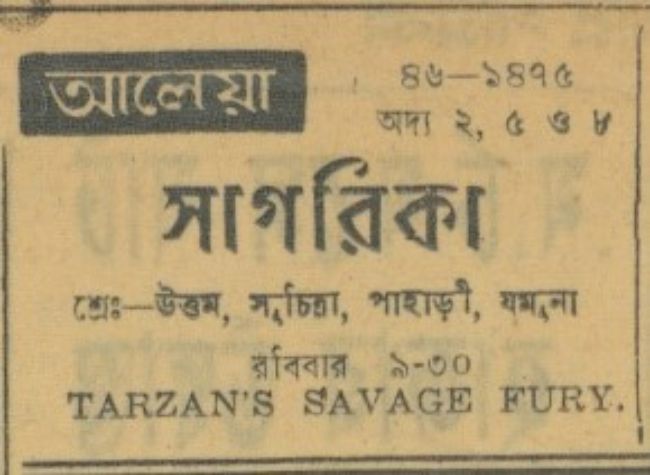 আলেয়া
৪৬—১৪৭৫
অদ্য ২, ৫ ও ৮
সাগরিকা
শ্রেঃ—উত্তম, সুচিত্রা, পাহাড়ী, যমুনা
রবিবার ৯-৩০
TARZAN'S SAVAGE FURY.